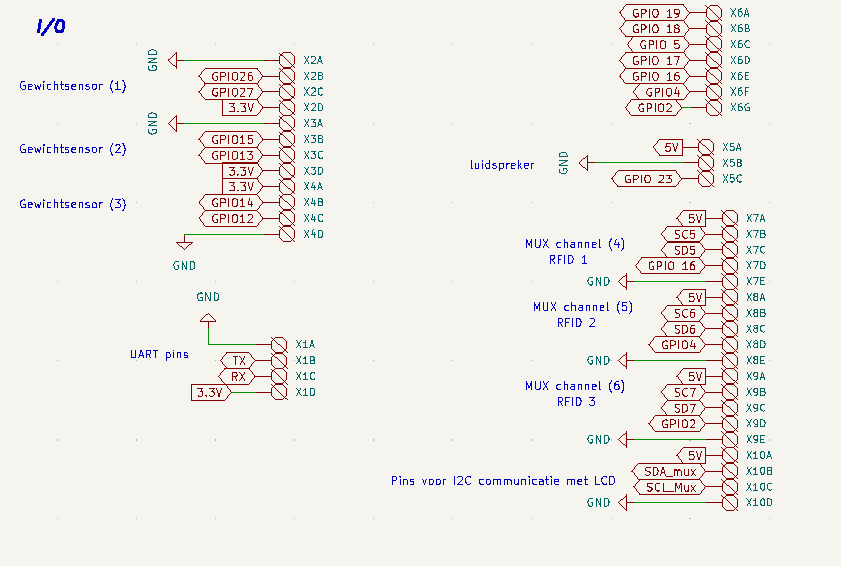 I/O
GND
X2A
Gewichtsensor (1)
GPIO26
X2B
GPIO27
X2C
3.3V
X2D
GND
X3A
Gewichtsensor (2)
GPIO15
X3B
GPIO13
X3C
3.3V
X3D
3.3V
X4A
Gewichtsensor (3)
GPIO14
X4B
GPIO12
X4C
X4D
GND
GND
X1A
UART pins
TX
X1B
RX
X1C
3.3V
X1D
GPIO 19
X6A
GPIO 18
X6B
GPIO 5
X6C
GPIO 17
X6D
GPIO 16
X6E
GPIO4
X6F
GPIO2
X6G
luidspreker
5V
X5A
GND
X5B
GPIO 23
X5C
5V
X7A
SC5
X7B
MUX channel (4)
RFID 1
SD5
X7C
GPIO 16
X7D
GND
X7E
5V
X8A
MUX channel (5)
RFID 2
SC6
X8B
SD6
X8C
GPIO4
X8D
GND
X8E
5V
X9A
MUX channel (6)
RFID 3
SC7
X9B
SD7
X9C
GPIO2
X9D
GND
X9E
5V
X10A
Pins voor I2C communicatie met LCD
SDA_mux
X10B
SCL_Mux
X10C
GND
X10D